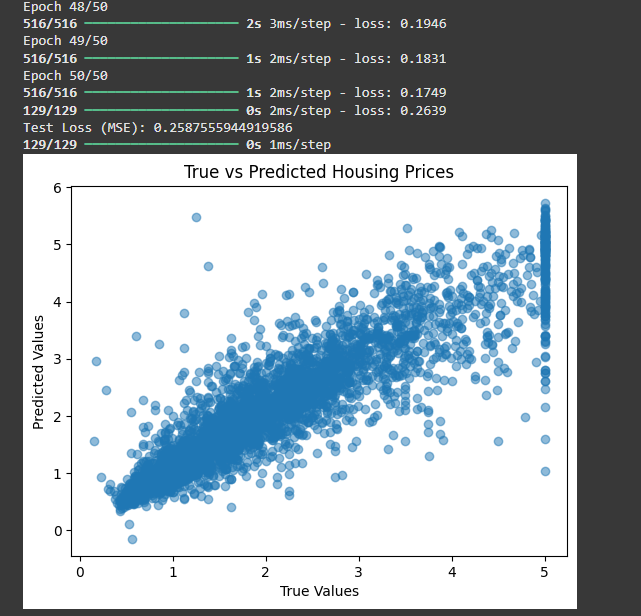 Epoch 48/50
516/516 ━━━━━━━━━━━━━━━━━━━━ 2s 3ms/step - loss: 0.1946
Epoch 49/50
516/516 ━━━━━━━━━━━━━━━━━━━━ 1s 2ms/step - loss: 0.1831
Epoch 50/50
516/516 ━━━━━━━━━━━━━━━━━━━━ 1s 2ms/step - loss: 0.1749
129/129 ━━━━━━━━━━━━━━━━━━━━ 0s 2ms/step - loss: 0.2639
Test Loss (MSE): 0.2587555944919586
129/129 ━━━━━━━━━━━━━━━━━━━━ 0s 1ms/step
True vs Predicted Housing Prices
Predicted Values
6
5
4
3
2
1
0
0 1 2 3 4 5
True Values